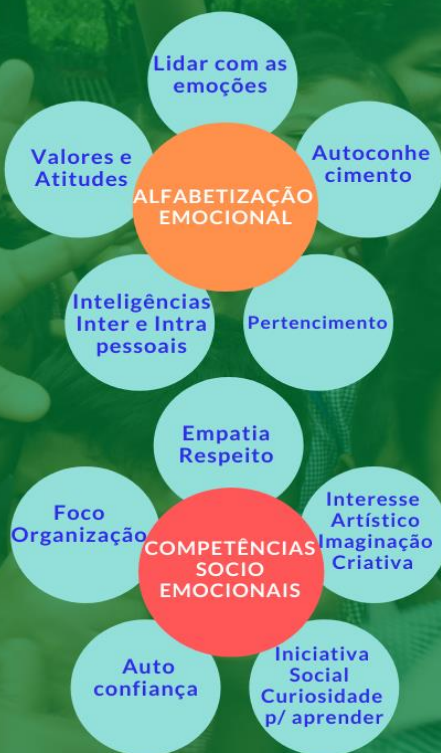 Lidar com as
emoções
Valores e
Atitudes
Autoconhe
cimento
ALFABETIZAÇÃO
EMOCIONAL
Inteligências
Inter e Intra
pessoais
Pertencimento
Empatia
Respeito
Foco
Organização
Interesse
Artístico
Imaginação
Criativa
COMPETÊNCIAS
SOCIO
EMOCIONAIS
Auto
confiança
Iniciativa
Social
Curiosidade
p/ aprender